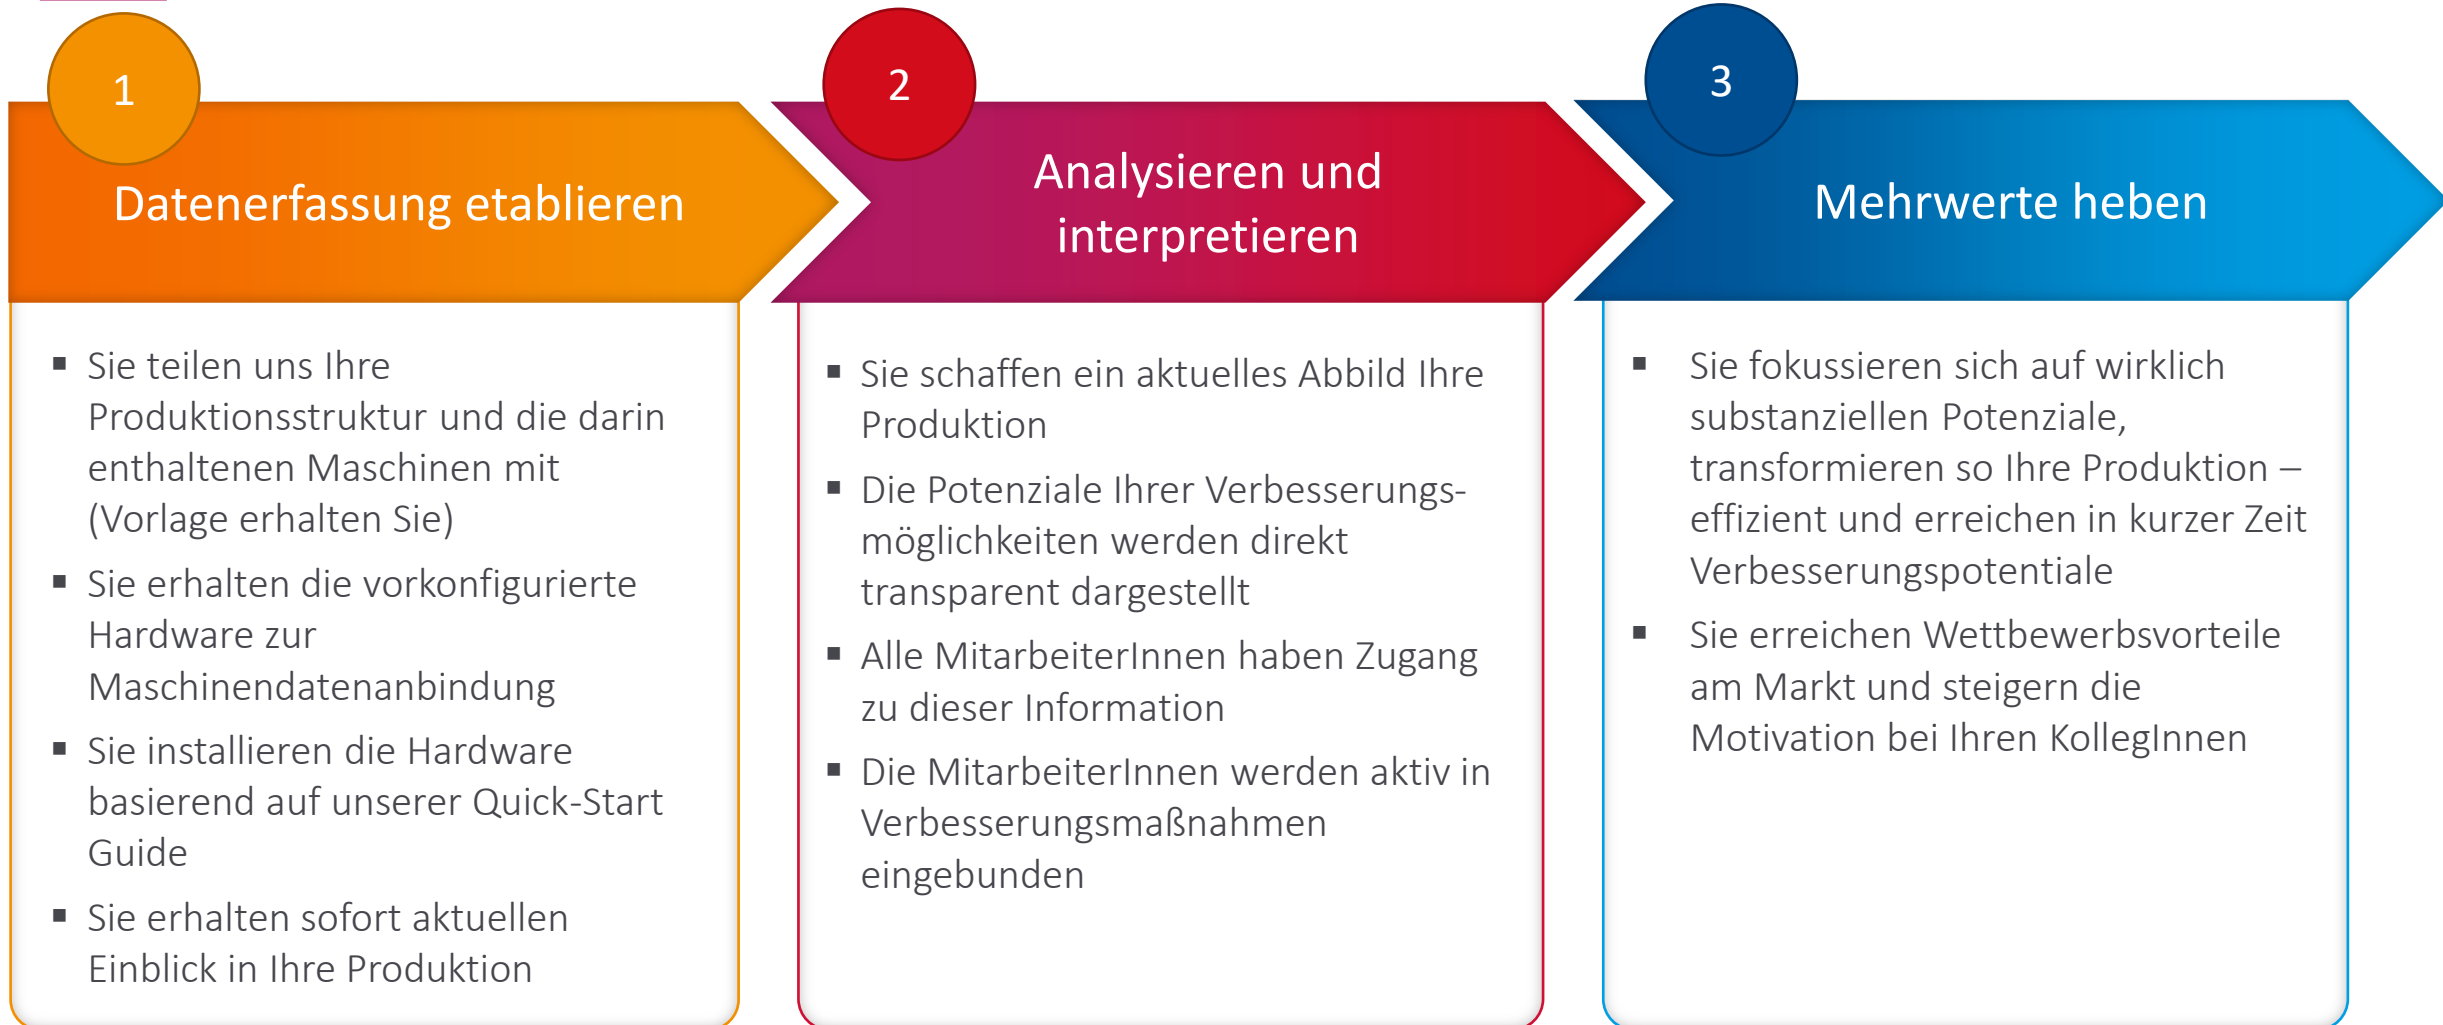 1
Datenerfassung etablieren
▪ Sie teilen uns Ihre
Produktionsstruktur und die darin
enthaltenen Maschinen mit
(Vorlage erhalten Sie)
▪ Sie erhalten die vorkonfigurierte
Hardware zur
Maschinendatenanbindung
▪ Sie installieren die Hardware
basierend auf unserer Quick-Start
Guide
▪ Sie erhalten sofort aktuellen
Einblick in Ihre Produktion
2
Analysieren und
interpretieren
▪ Sie schaffen ein aktuelles Abbild Ihre
Produktion
▪ Die Potenziale Ihrer Verbesserungs-
möglichkeiten werden direkt
transparent dargestellt
▪ Alle MitarbeiterInnen haben Zugang
zu dieser Information
▪ Die MitarbeiterInnen werden aktiv in
Verbesserungsmaßnahmen
eingebunden
3
Mehrwerte heben
▪ Sie fokussieren sich auf wirklich
substanziellen Potenziale,
transformieren so Ihre Produktion –
effizient und erreichen in kurzer Zeit
Verbesserungspotentiale
▪ Sie erreichen Wettbewerbsvorteile
am Markt und steigern die
Motivation bei Ihren KollegInnen